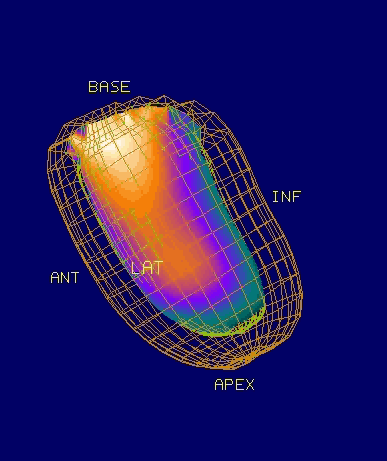 BASE
INF
LAT
ANT
APEX